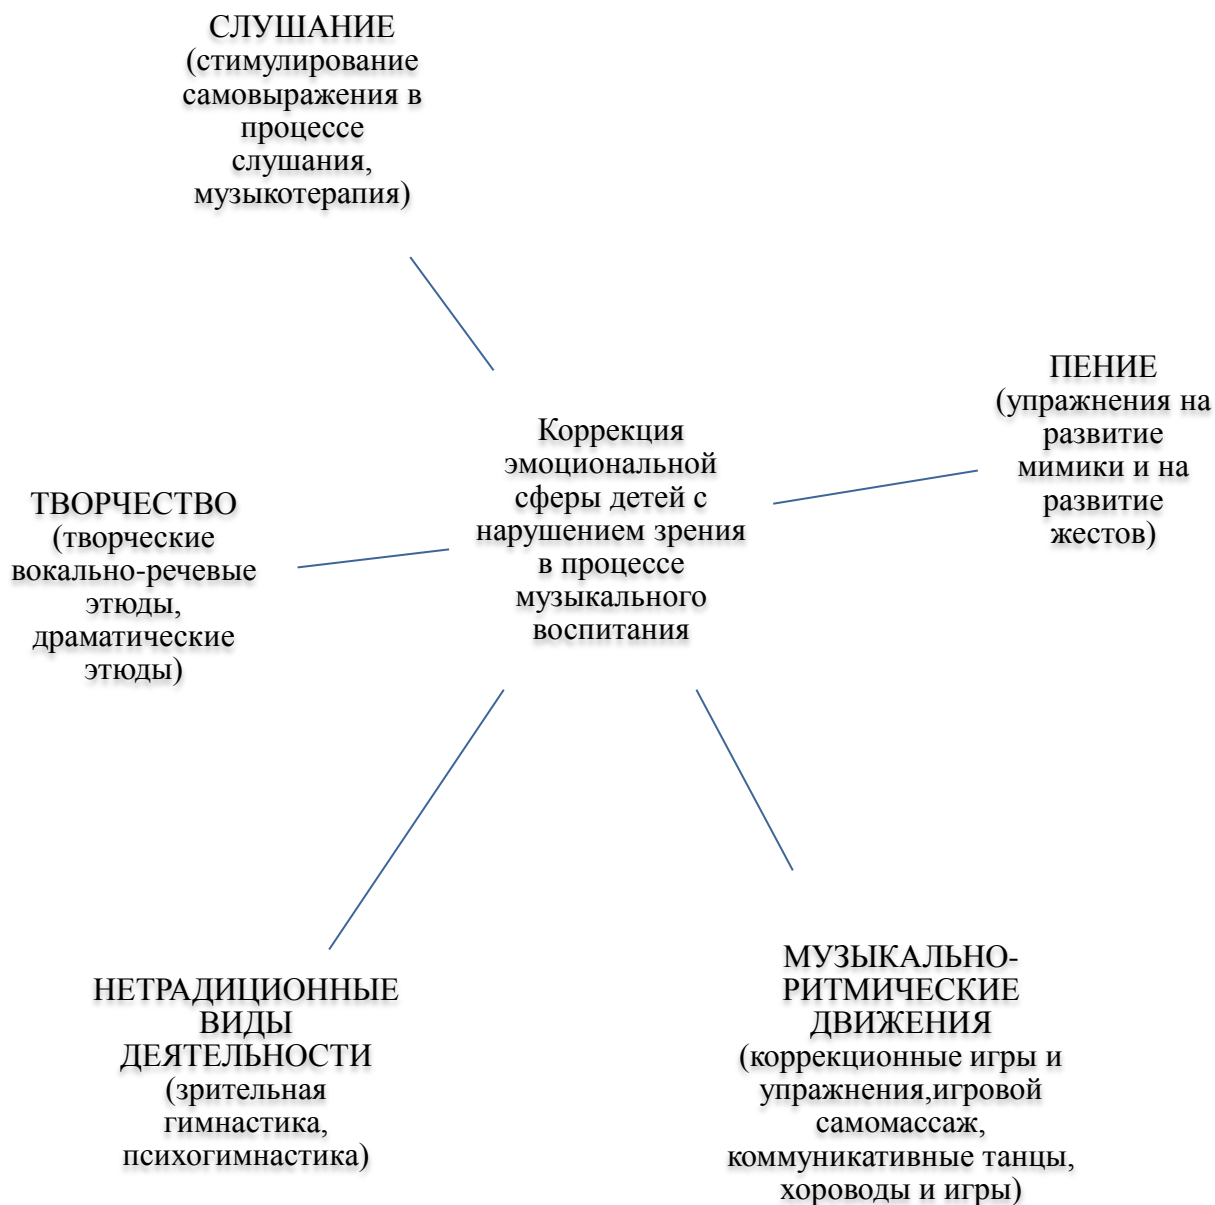 СЛУШАНИЕ
(стимулирование
самовыражения в
процессе
слушания,
музыкотерапия)
ПЕНИЕ
(упражнения на
развитие
мимики и на
развитие
жестов)
Коррекция
эмоциональной
сферы детей с
нарушением зрения
в процессе
музыкального
воспитания
ТВОРЧЕСТВО
(творческие
вокально-речевые
этюды,
драматические
этюды)
НЕТРАДИЦИОННЫЕ
ВИДЫ
ДЕЯТЕЛЬНОСТИ
(зрительная
гимнастика,
психогимнастика)
МУЗЫКАЛЬНО-
РИТМИЧЕСКИЕ
ДВИЖЕНИЯ
(коррекционные игры и
упражнения,игровой
самомассаж,
коммуникативные танцы,
хороводы и игры)